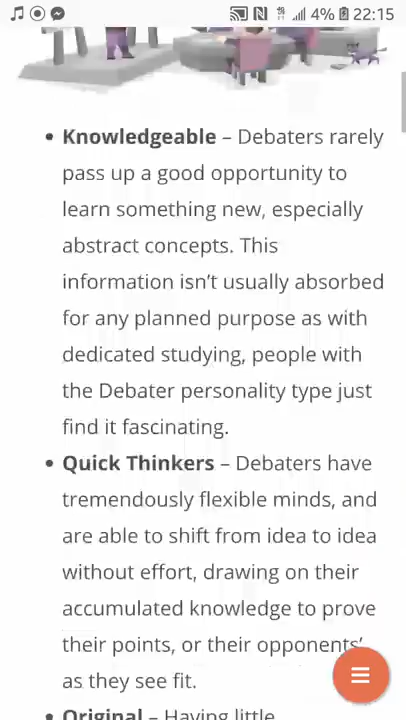 4% 22:15
• Knowledgeable – Debaters rarely
pass up a good opportunity to
learn something new, especially
abstract concepts. This
information isn't usually absorbed
for any planned purpose as with
dedicated studying, people with
the Debater personality type just
find it fascinating.
• Quick Thinkers – Debaters have
tremendously flexible minds, and
are able to shift from idea to idea
without effort, drawing on their
accumulated knowledge to prove
their points, or their opponents'
as they see fit.
• Original – Having little